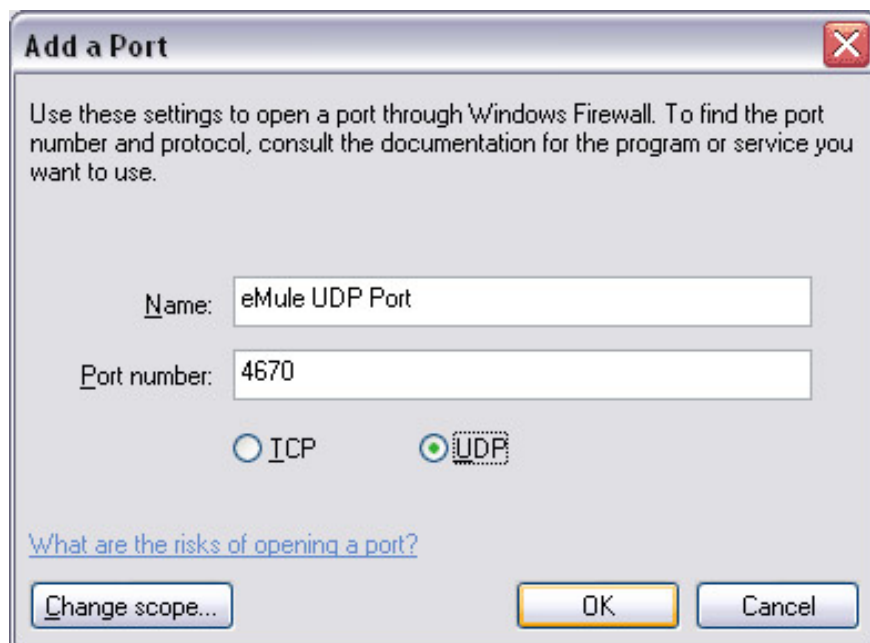 Add a Port
Use these settings to open a port through Windows Firewall. To find the port
number and protocol, consult the documentation for the program or service you
want to use.
Name: eMule UDP Port
Port number: 4670
TCP UDP
What are the risks of opening a port?
Change scope... OK Cancel